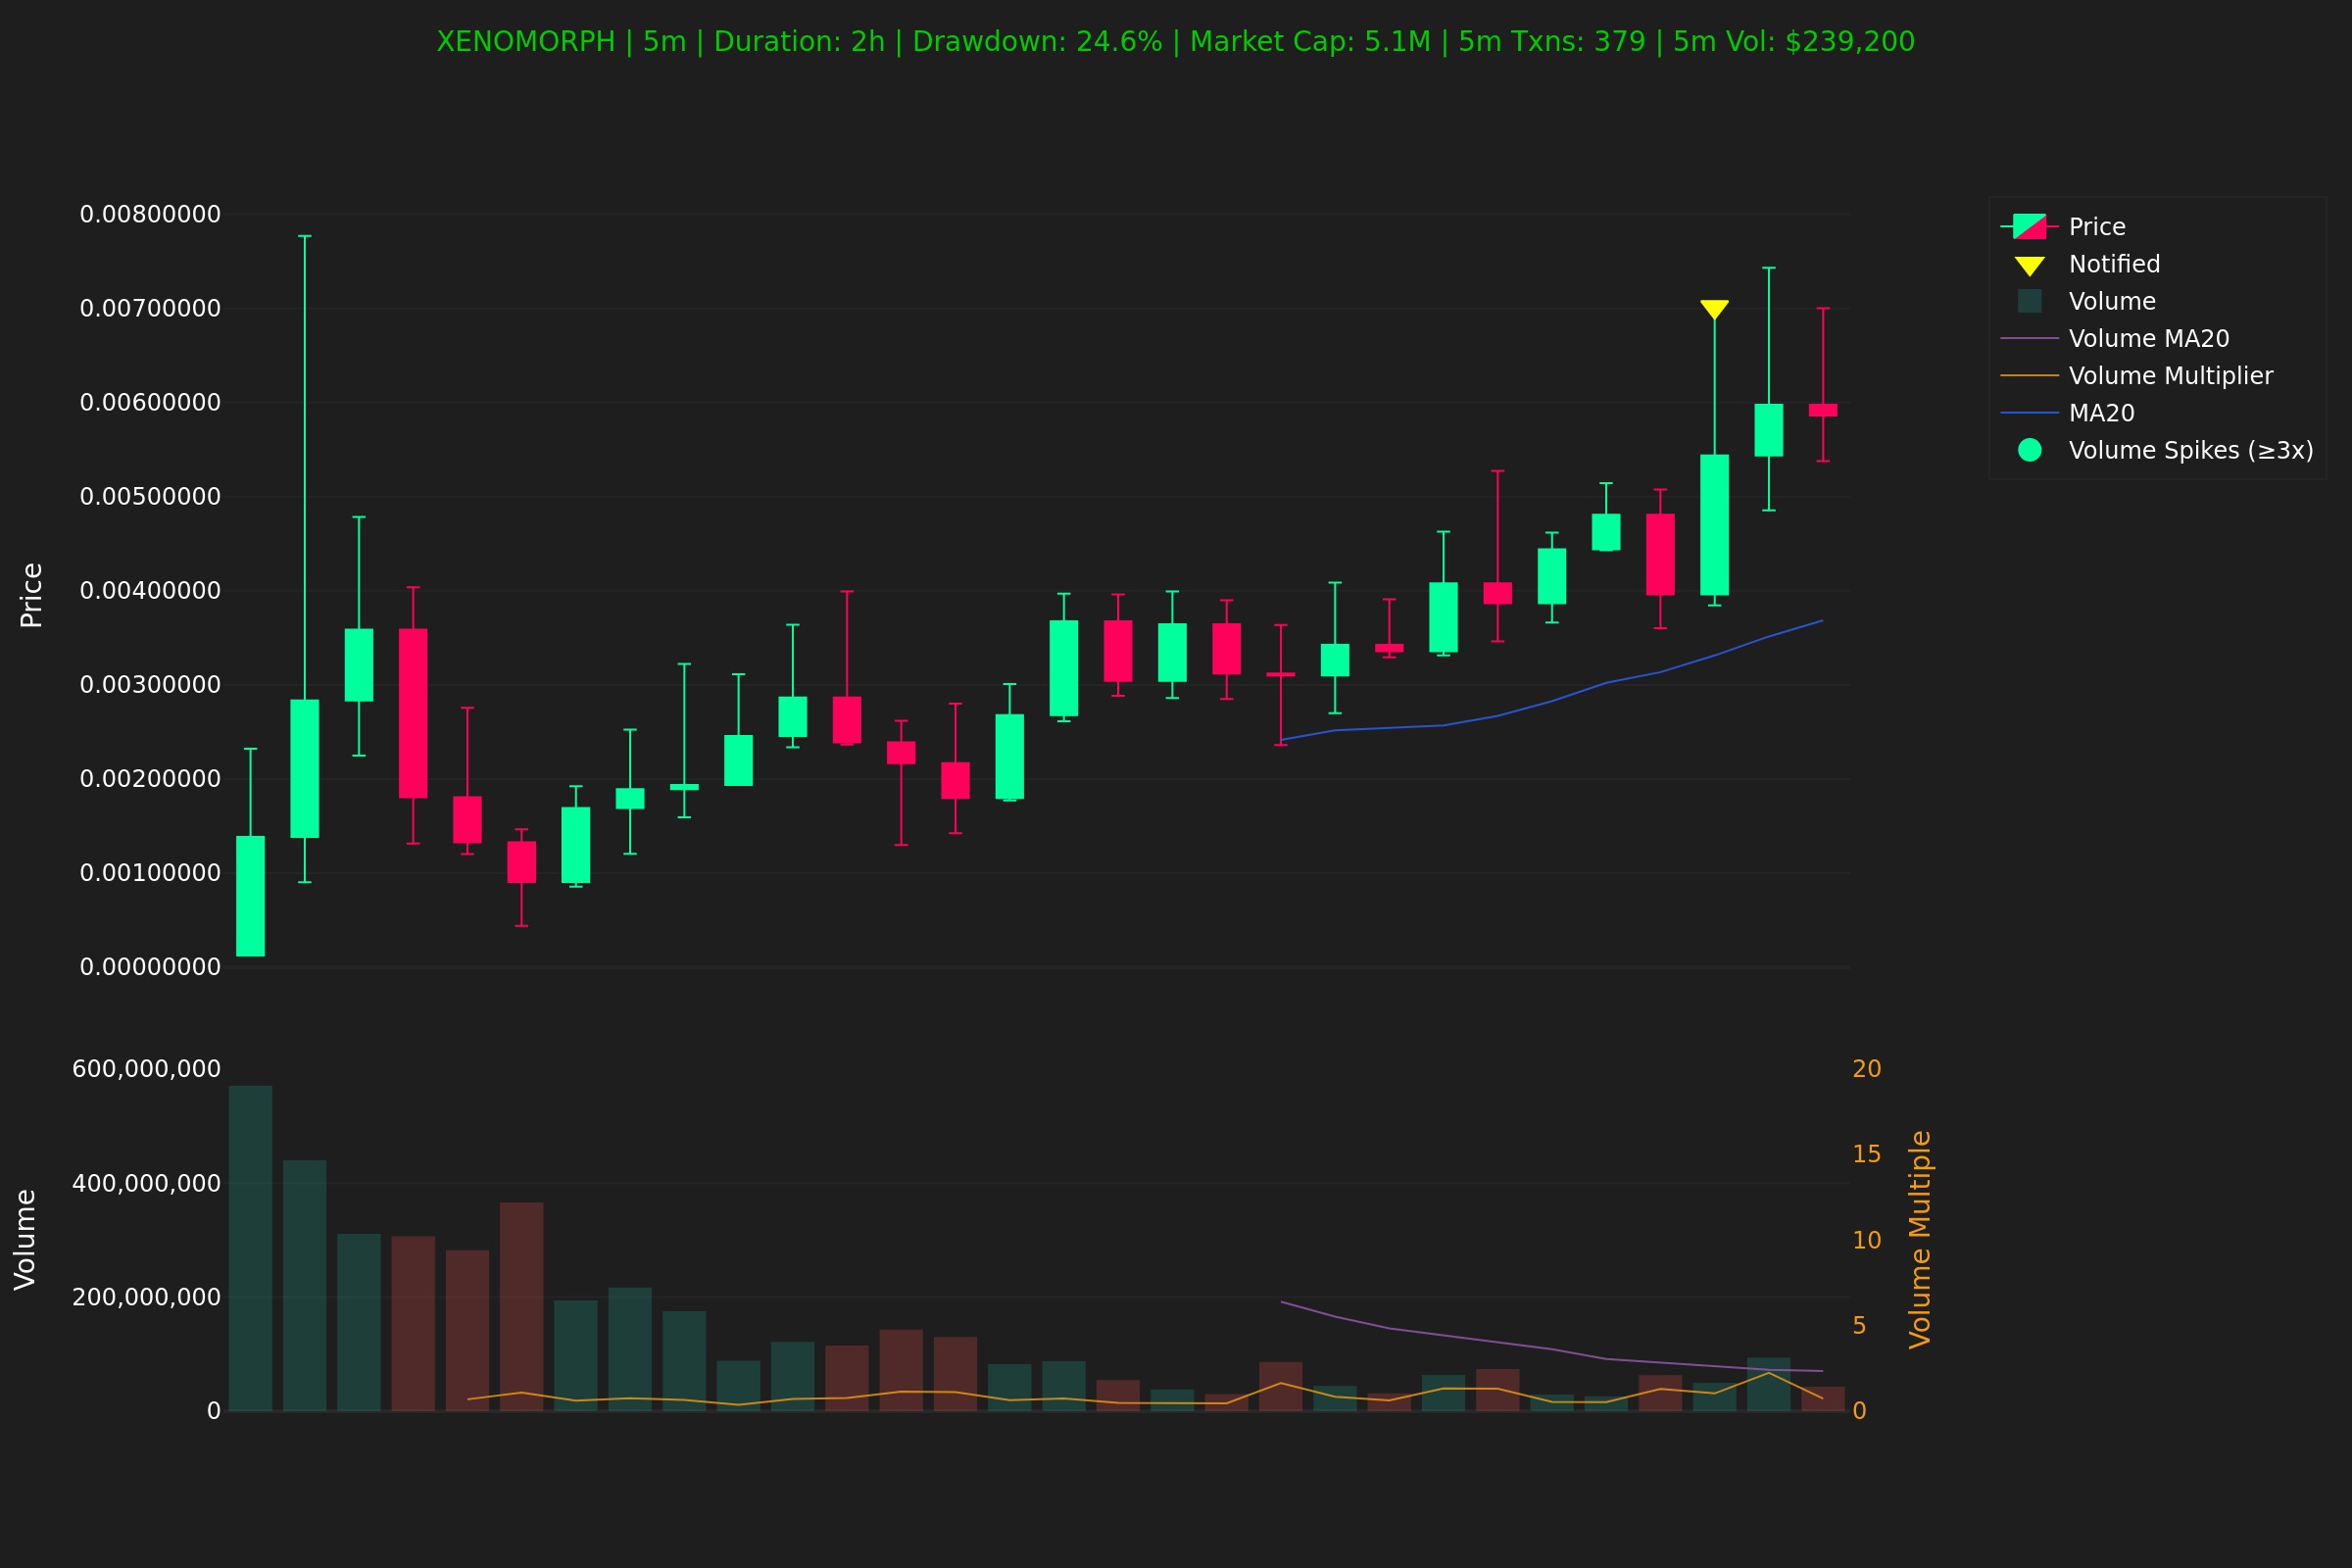 XENOMORPH | 5m | Duration: 2h | Drawdown: 24.6% | Market Cap: 5.1M | 5m Txns: 379 | 5m Vol: $239,200
Price
0.00800000
0.00700000
0.00600000
0.00500000
0.00400000
0.00300000
0.00200000
0.00100000
0.00000000
Price
Notified
Volume
Volume MA20
Volume Multiplier
MA20
Volume Spikes (≥3x)
Volume
600,000,000
400,000,000
200,000,000
0
20
15
10
5
0
Volume Multiple